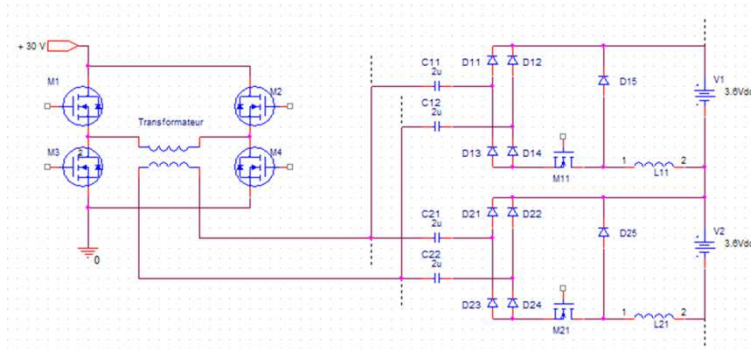 + 30 V
M1
M2
Transformateur
M3
2
M4
0
C11
2u
D11
D12
C12
2u
D13
D14
M11
D15
1
L11
2
V1
3.6Vdc
C21
2u
D21
D22
C22
2u
D23
D24
M21
D25
1
L21
2
V2
3.6Vdc